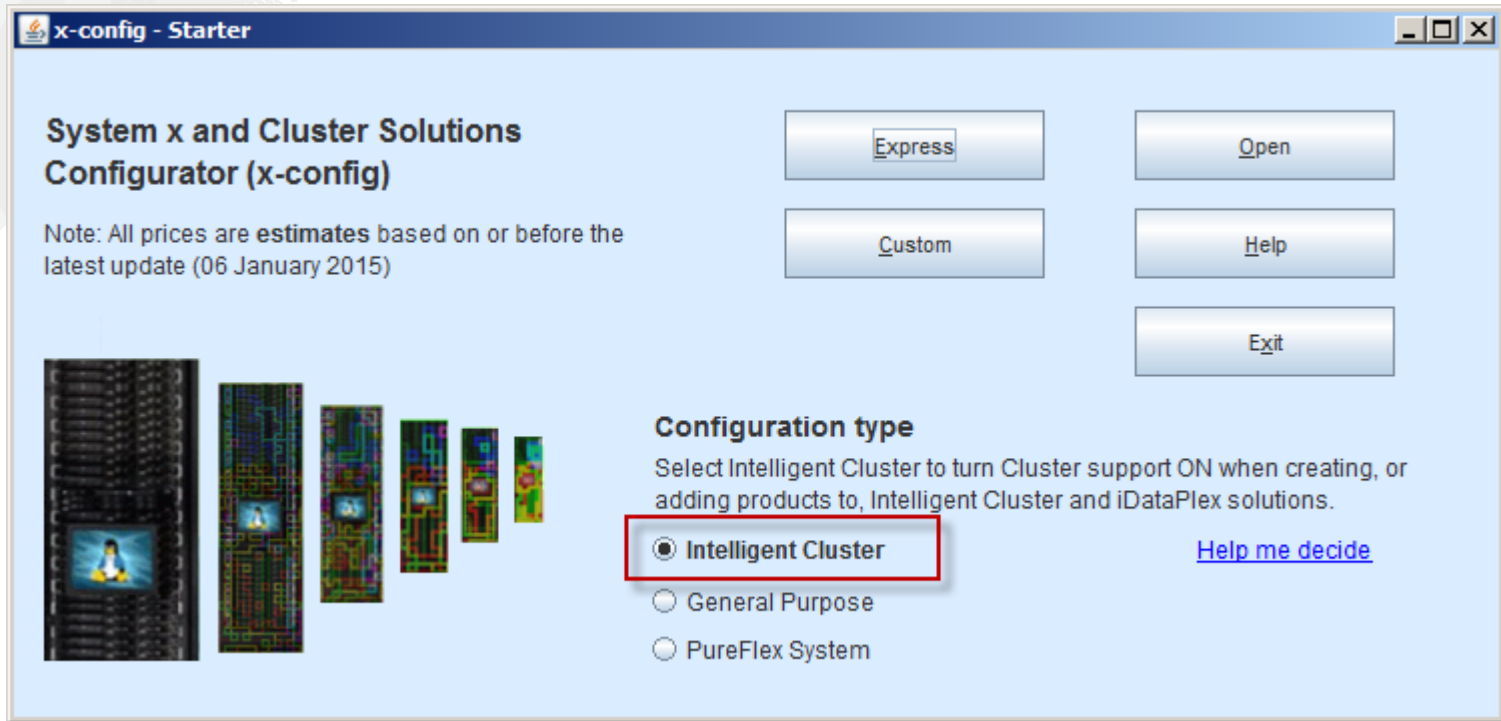 x-config - Starter
System x and Cluster Solutions
Configurator (x-config)
Note: All prices are estimates based on or before the
latest update (06 January 2015)
Express
Open
Custom
Help
Exit
Configuration type
Select Intelligent Cluster to turn Cluster support ON when creating, or
adding products to, Intelligent Cluster and iDataPlex solutions.
Intelligent Cluster
Help me decide
General Purpose
PureFlex System